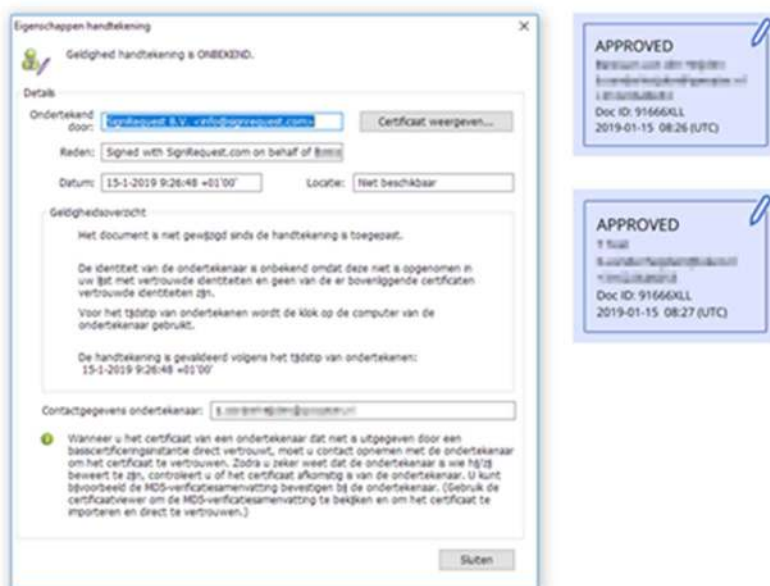 Eigenschappen handtekening
Geldigheid handtekening is ONBEKEND.
Details
Ondertekend door:
SignRequest B.V. <info@signrequest.com>
Certificaat weergeven...
Reden:
Signed with SignRequest.com on behalf of
Datum:
15-1-2019 9:26:48 +01'00'
Locatie:
Niet beschikbaar
Geldigheidsoverzicht
Het document is niet gewijzigd sinds de handtekening is toegepast.
De identiteit van de ondertekenaar is onbekend omdat deze niet is opgenomen in
uw lijst met vertrouwde identiteiten en geen van de er bovenliggende certificaten
vertrouwde identiteiten zijn.
Voor het tijdstip van ondertekenen wordt de klok op de computer van de
ondertekenaar gebruikt.
De handtekening is gevalideerd volgens het tijdstip van ondertekenen:
15-1-2019 9:26:48 +01'00'
Contactgegevens ondertekenaar:
Wanneer u het certificaat van een ondertekenaar dat niet is uitgegeven door een
basiscertificeringsinstantie direct vertrouwt, moet u contact opnemen met de ondertekenaar
om het certificaat te vertrouwen. Zodra u zeker weet dat de ondertekenaar is wie hij/zij
beweert te zijn, controleert u of het certificaat afkomstig is van de ondertekenaar. U kunt
bijvoorbeeld de MD5-verificatiesamenvatting bevestigen bij de ondertekenaar. (Gebruik de
certificaatviewer om de MD5-verificatiesamenvatting te bekijken en om het certificaat te
importeren en direct te vertrouwen.)
Sluiten
APPROVED
Doc ID: 91666XLL
2019-01-15 08:26 (UTC)
APPROVED
Doc ID: 91666XLL
2019-01-15 08:27 (UTC)